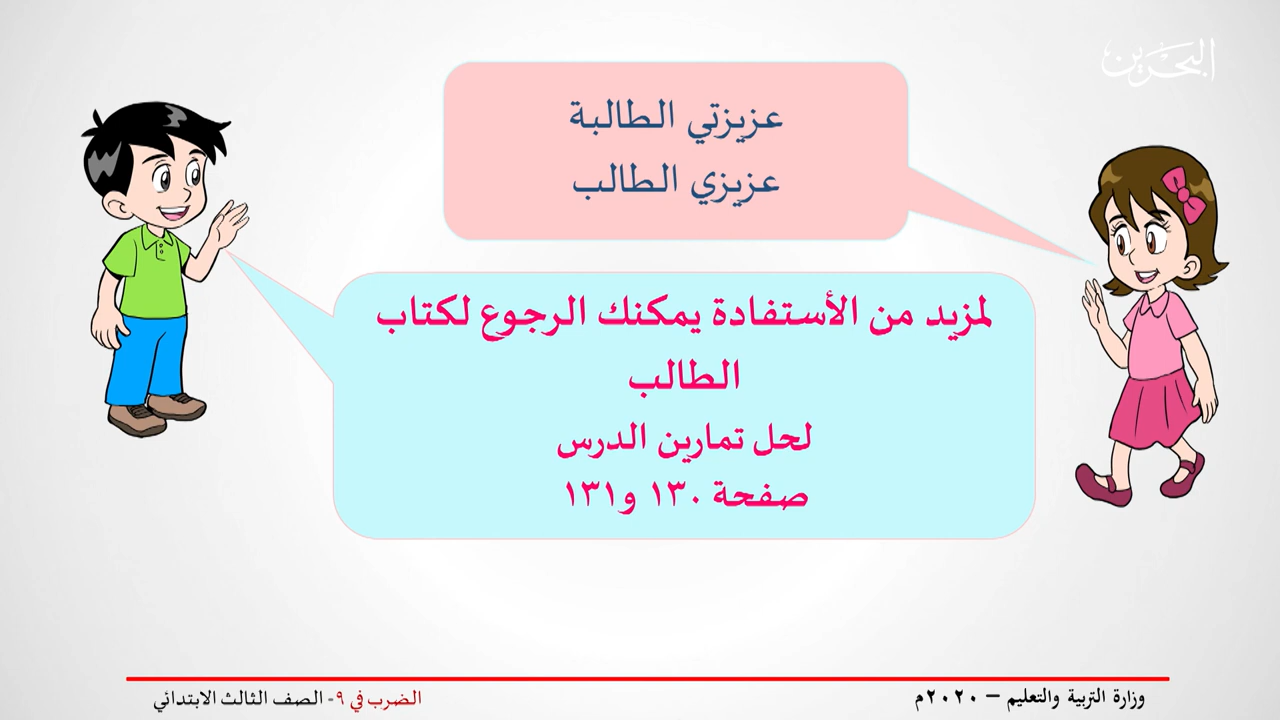 البحرين
عزيزتي الطالبة
عزيزي الطالب
لمزيد من الأستفادة يمكنك الرجوع لكتاب
الطالب
لحل تمارين الدرس
صفحة ١٣٠ و١٣١
وزارة التربية والتعليم – ٢٠٢٠م
الضرب في ٩- الصف الثالث الابتدائي